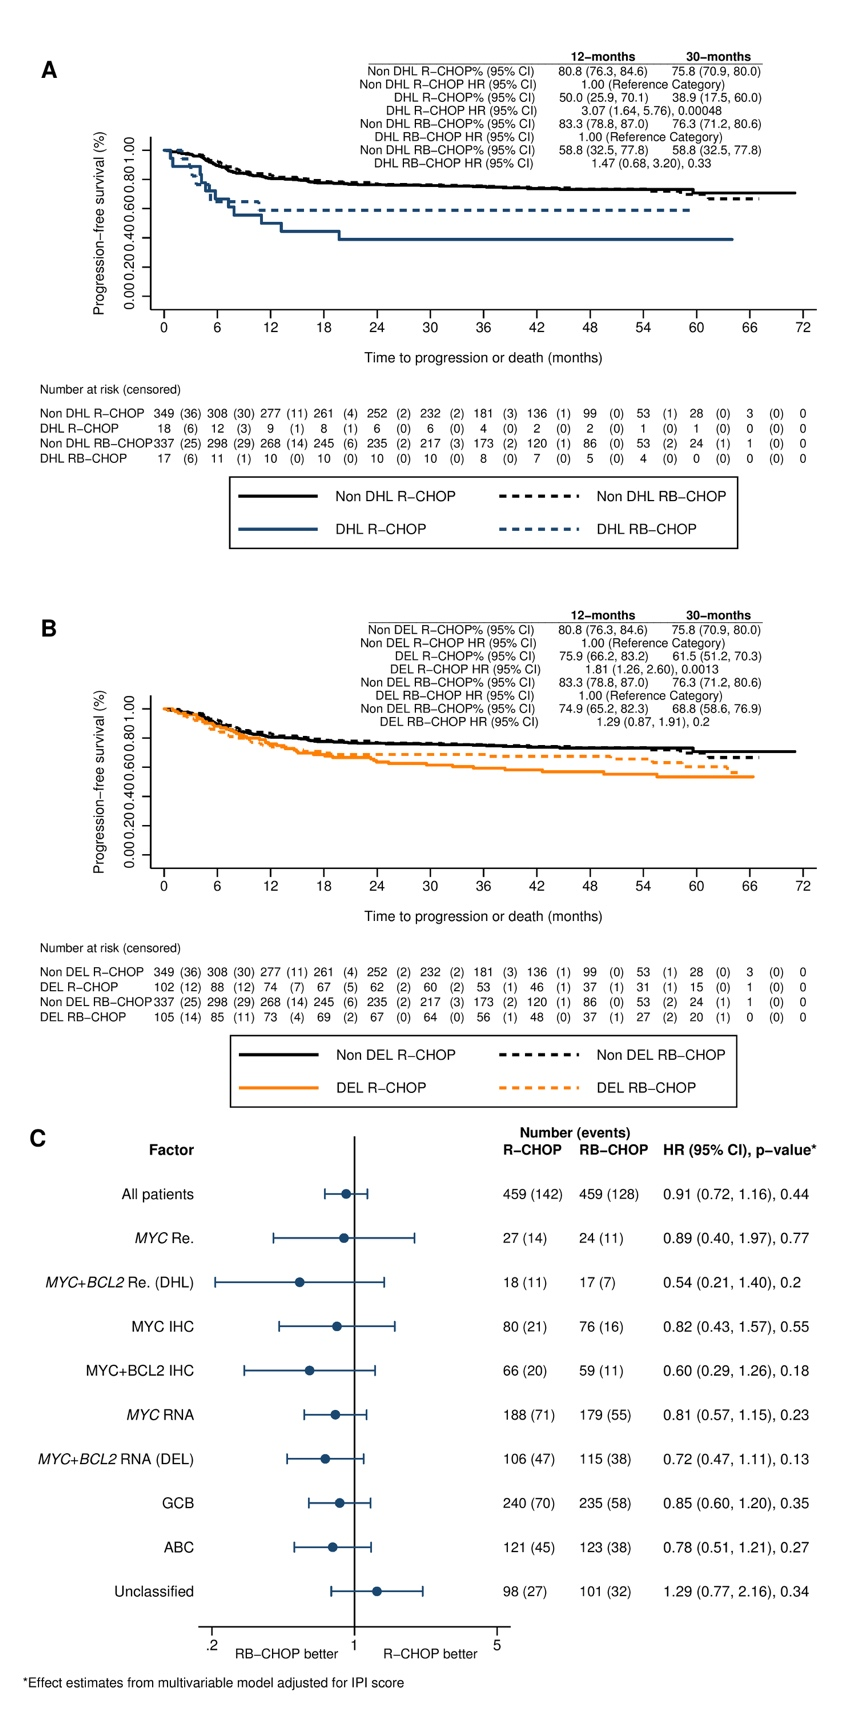 A
12−months 30−months
Non DHL R−CHOP% (95% CI) 80.8 (76.3, 84.6) 75.8 (70.9, 80.0)
Non DHL R−CHOP HR (95% CI) 1.00 (Reference Category)
DHL R−CHOP% (95% CI) 50.0 (25.9, 70.1) 38.9 (17.5, 60.0)
DHL R−CHOP HR (95% CI) 3.07 (1.64, 5.76), 0.00048
Non DHL RB−CHOP% (95% CI) 83.3 (78.8, 87.0) 76.3 (71.2, 80.6)
DHL RB−CHOP HR (95% CI) 1.00 (Reference Category)
Non DHL RB−CHOP% (95% CI) 58.8 (32.5, 77.8) 58.8 (32.5, 77.8)
DHL RB−CHOP HR (95% CI) 1.47 (0.68, 3.20), 0.33
Progression−free survival (%)
0.00 0.20 0.40 0.60 0.80 1.00
0 6 12 18 24 30 36 42 48 54 60 66 72
Time to progression or death (months)
Number at risk (censored)
Non DHL R−CHOP 349 (36) 308 (30) 277 (11) 261 (4) 252 (2) 232 (2) 181 (3) 136 (1) 99 (0) 53 (1) 28 (0) 3 (0) 0
DHL R−CHOP 18 (6) 12 (3) 9 (1) 8 (1) 6 (0) 6 (0) 4 (0) 2 (0) 2 (0) 1 (0) 1 (0) 0 (0) 0
Non DHL RB−CHOP 337 (25) 298 (29) 268 (14) 245 (6) 235 (2) 217 (3) 173 (2) 120 (1) 86 (0) 53 (2) 24 (1) 1 (0) 0
DHL RB−CHOP 17 (6) 11 (1) 10 (0) 10 (0) 10 (0) 10 (0) 8 (0) 7 (0) 5 (0) 4 (0) 0 (0) 0 (0) 0
Non DHL R−CHOP Non DHL RB−CHOP
DHL R−CHOP DHL RB−CHOP
B
12−months 30−months
Non DEL R−CHOP% (95% CI) 80.8 (76.3, 84.6) 75.8 (70.9, 80.0)
Non DEL R−CHOP HR (95% CI) 1.00 (Reference Category)
DEL R−CHOP% (95% CI) 75.9 (66.2, 83.2) 61.5 (51.2, 70.3)
DEL R−CHOP HR (95% CI) 1.81 (1.26, 2.60), 0.0013
Non DEL RB−CHOP% (95% CI) 83.3 (78.8, 87.0) 76.3 (71.2, 80.6)
DEL RB−CHOP HR (95% CI) 1.00 (Reference Category)
Non DEL RB−CHOP% (95% CI) 74.9 (65.2, 82.3) 68.8 (58.6, 76.9)
DEL RB−CHOP HR (95% CI) 1.29 (0.87, 1.91), 0.2
Progression−free survival (%)
0.00 0.20 0.40 0.60 0.80 1.00
0 6 12 18 24 30 36 42 48 54 60 66 72
Time to progression or death (months)
Number at risk (censored)
Non DEL R−CHOP 349 (36) 308 (30) 277 (11) 261 (4) 252 (2) 232 (2) 181 (3) 136 (1) 99 (0) 53 (1) 28 (0) 3 (0) 0
DEL R−CHOP 102 (12) 88 (12) 74 (7) 67 (5) 62 (2) 60 (2) 53 (1) 46 (1) 37 (1) 31 (1) 15 (0) 1 (0) 0
Non DEL RB−CHOP 337 (25) 298 (29) 268 (14) 245 (6) 235 (2) 217 (3) 173 (2) 120 (1) 86 (0) 53 (2) 24 (1) 1 (0) 0
DEL RB−CHOP 105 (14) 85 (11) 73 (4) 69 (2) 67 (0) 64 (0) 56 (1) 48 (0) 37 (1) 27 (2) 20 (1) 0 (0) 0
Non DEL R−CHOP Non DEL RB−CHOP
DEL R−CHOP DEL RB−CHOP
C
Number (events)
Factor R−CHOP RB−CHOP HR (95% CI), p−value*
All patients 459 (142) 459 (128) 0.91 (0.72, 1.16), 0.44
MYC Re. 27 (14) 24 (11) 0.89 (0.40, 1.97), 0.77
MYC+BCL2 Re. (DHL) 18 (11) 17 (7) 0.54 (0.21, 1.40), 0.2
MYC IHC 80 (21) 76 (16) 0.82 (0.43, 1.57), 0.55
MYC+BCL2 IHC 66 (20) 59 (11) 0.60 (0.29, 1.26), 0.18
MYC RNA 188 (71) 179 (55) 0.81 (0.57, 1.15), 0.23
MYC+BCL2 RNA (DEL) 106 (47) 115 (38) 0.72 (0.47, 1.11), 0.13
GCB 240 (70) 235 (58) 0.85 (0.60, 1.20), 0.35
ABC 121 (45) 123 (38) 0.78 (0.51, 1.21), 0.27
Unclassified 98 (27) 101 (32) 1.29 (0.77, 2.16), 0.34
.2 1 5
RB−CHOP better R−CHOP better
*Effect estimates from multivariable model adjusted for IPI score